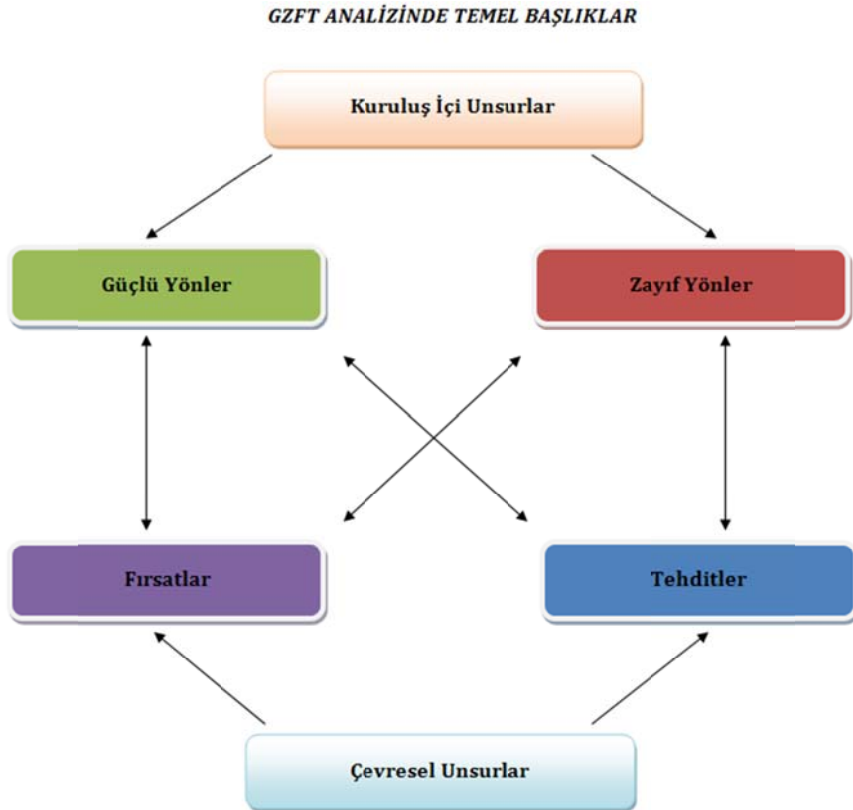 GZFT ANALİZİNDE TEMEL BAŞLIKLAR
Kuruluş İçi Unsurlar
Güçlü Yönler
Zayıf Yönler
Fırsatlar
Tehditler
Çevresel Unsurlar